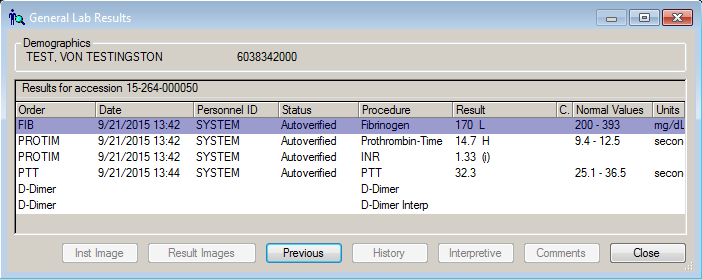 General Lab Results
Demographics
TEST, VON TESTINGSTON 6038342000
Results for accession 15-264-000050
Order Date Personnel ID Status Procedure Result C. Normal Values Units
FIB 9/21/2015 13:42 SYSTEM Autoverified Fibrinogen 170 L 200 - 393 mg/dL
PROTIM 9/21/2015 13:42 SYSTEM Autoverified Prothrombin-Time 14.7 H 9.4 - 12.5 secon
PROTIM 9/21/2015 13:42 SYSTEM Autoverified INR 1.33 (i)
PTT 9/21/2015 13:44 SYSTEM Autoverified PTT 32.3 25.1 - 36.5 secon
D-Dimer D-Dimer
D-Dimer D-Dimer Interp
Inst Image Result Images Previous History Interpretive Comments Close